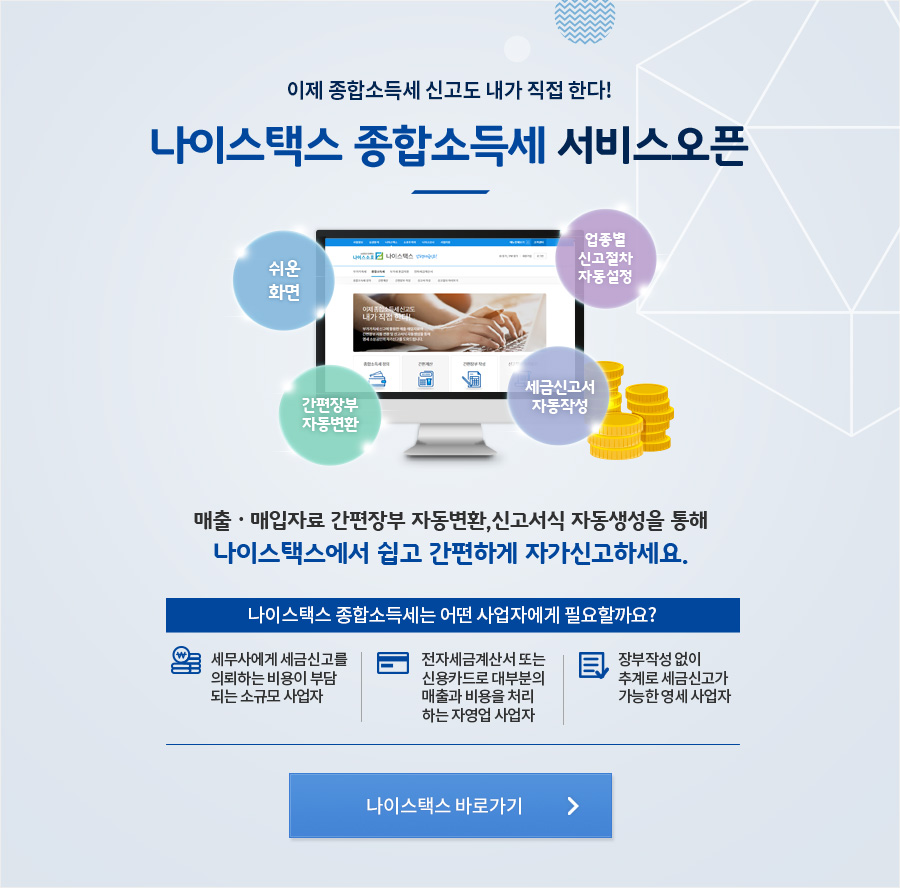 이제 종합소득세 신고도 내가 직접 한다!
나이스택스 종합소득세 서비스오픈
쉬운
화면
업종별
신고절차
자동설정
나이스택스
이제 종합소득세 신고도
내가 직접 한다!
간편장부
자동변환
세금신고서
자동작성
매출 · 매입자료 간편장부 자동변환,신고서식 자동생성을 통해
나이스택스에서 쉽고 간편하게 자가신고하세요.
나이스택스 종합소득세는 어떤 사업자에게 필요할까요?
세무사에게 세금신고를
의뢰하는 비용이 부담
되는 소규모 사업자
전자세금계산서 또는
신용카드로 대부분의
매출과 비용을 처리
하는 자영업 사업자
장부작성 없이
추계로 세금신고가
가능한 영세 사업자
나이스택스 바로가기